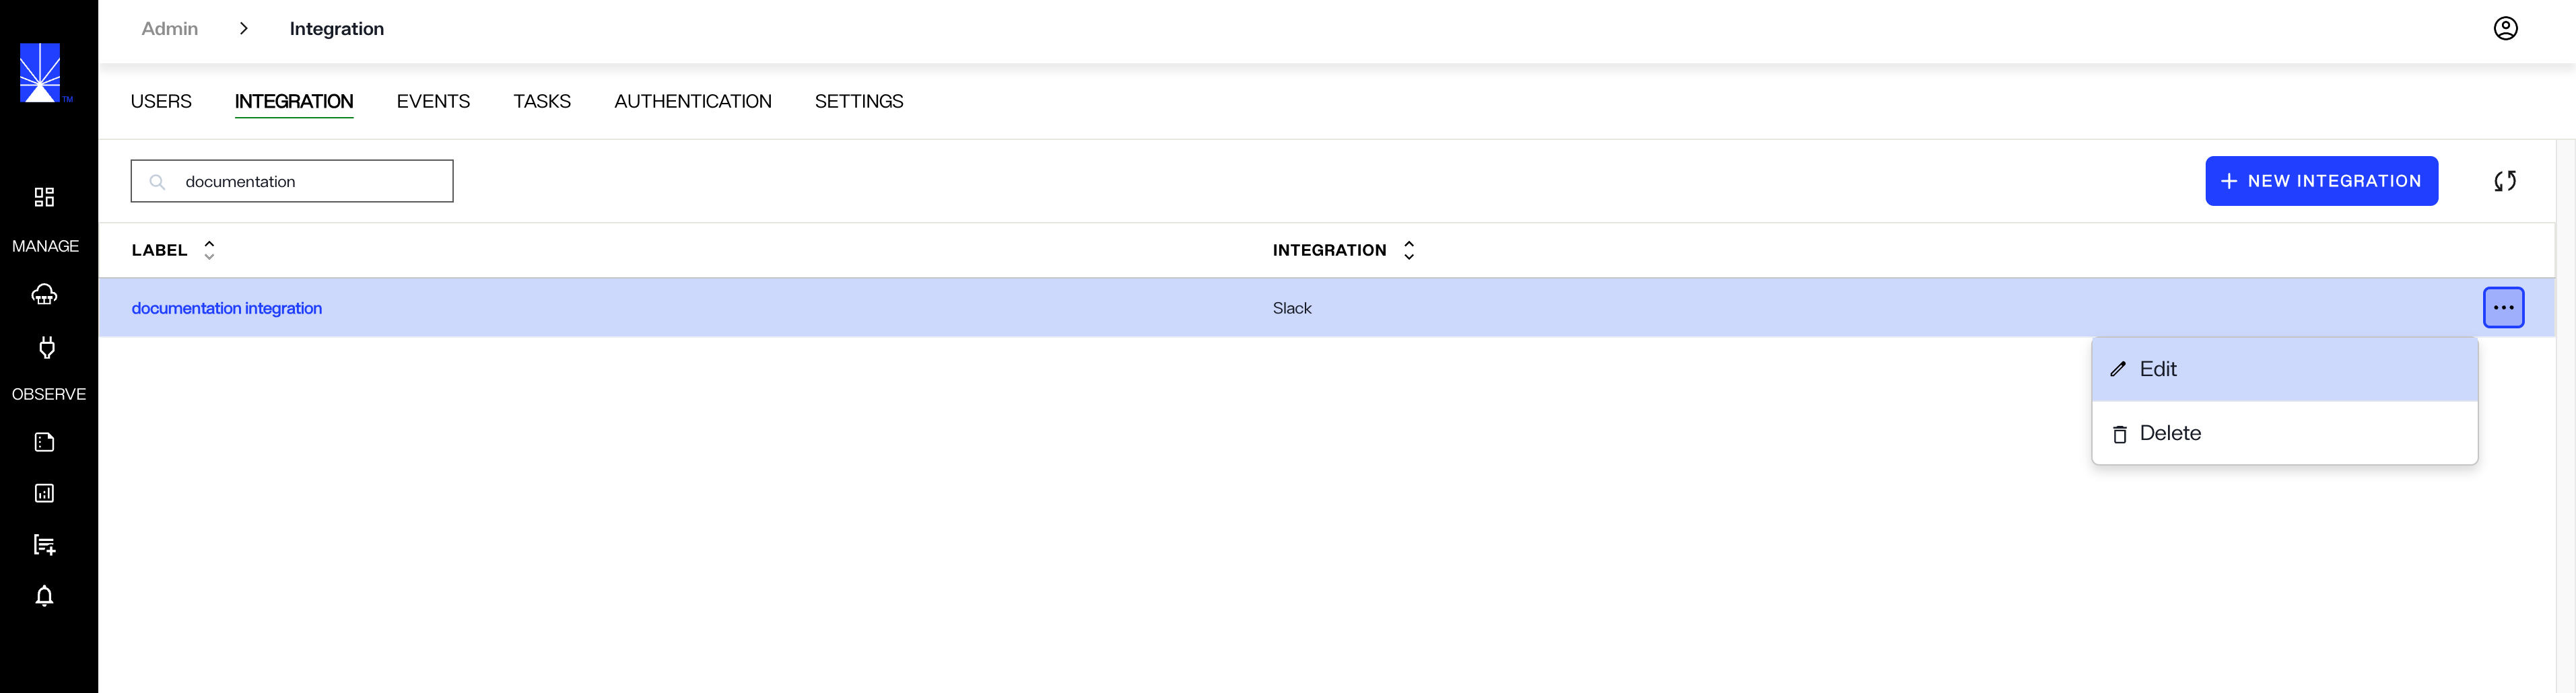 Admin > Integration
TM
USERS INTEGRATION EVENTS TASKS AUTHENTICATION SETTINGS
documentation
+ NEW INTEGRATION
MANAGE
LABEL INTEGRATION
documentation integration Slack
Edit
OBSERVE
Delete